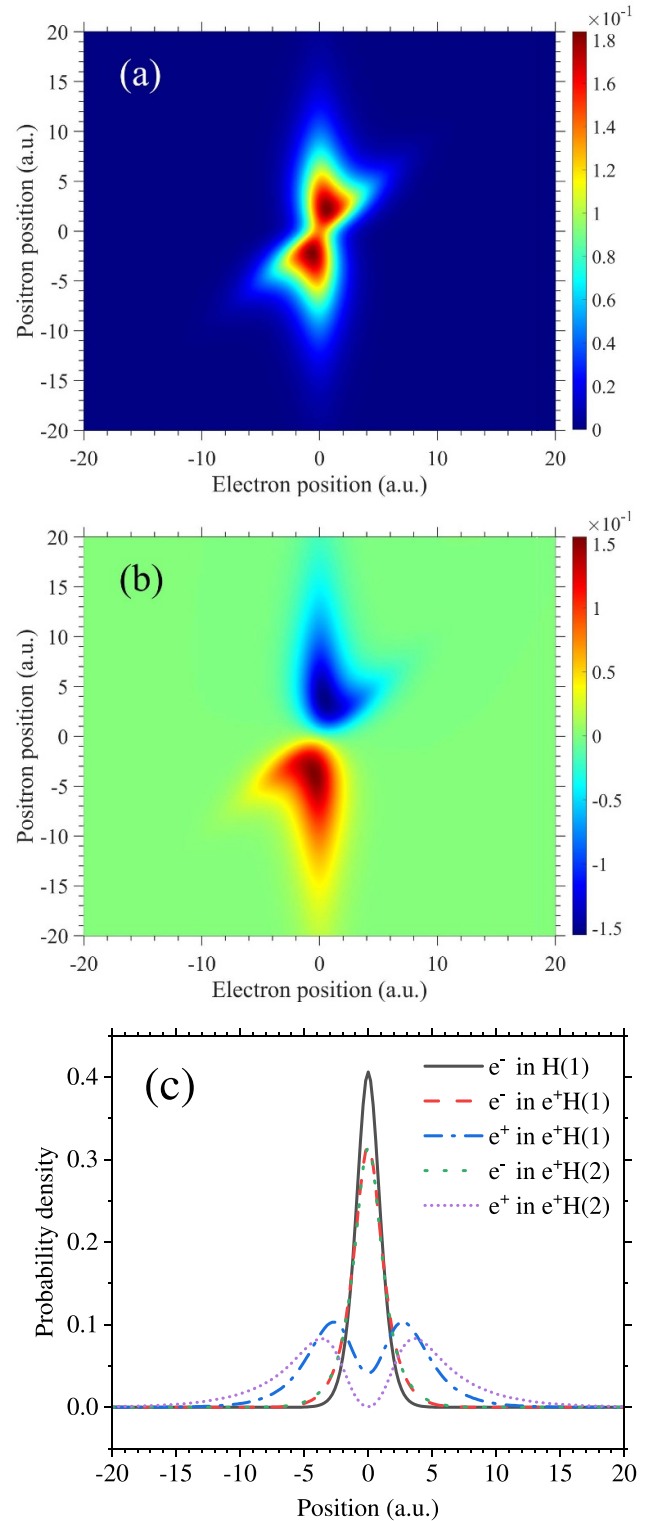 ×10⁻¹
(a)
20
15
10
5
0
-5
-10
-15
-20
Positron position (a.u.)
-20 -10 0 10 20
Electron position (a.u.)
1.8
1.6
1.4
1.2
1
0.8
0.6
0.4
0.2
0
×10⁻¹
(b)
20
15
10
5
0
-5
-10
-15
-20
Positron position (a.u.)
-20 -10 0 10 20
Electron position (a.u.)
1.5
1
0.5
0
-0.5
-1
-1.5
(c)
e⁻ in H(1)
e⁻ in e⁺H(1)
e⁺ in e⁺H(1)
e⁻ in e⁺H(2)
e⁺ in e⁺H(2)
0.4
0.3
0.2
0.1
0.0
Probability density
-20 -15 -10 -5 0 5 10 15 20
Position (a.u.)